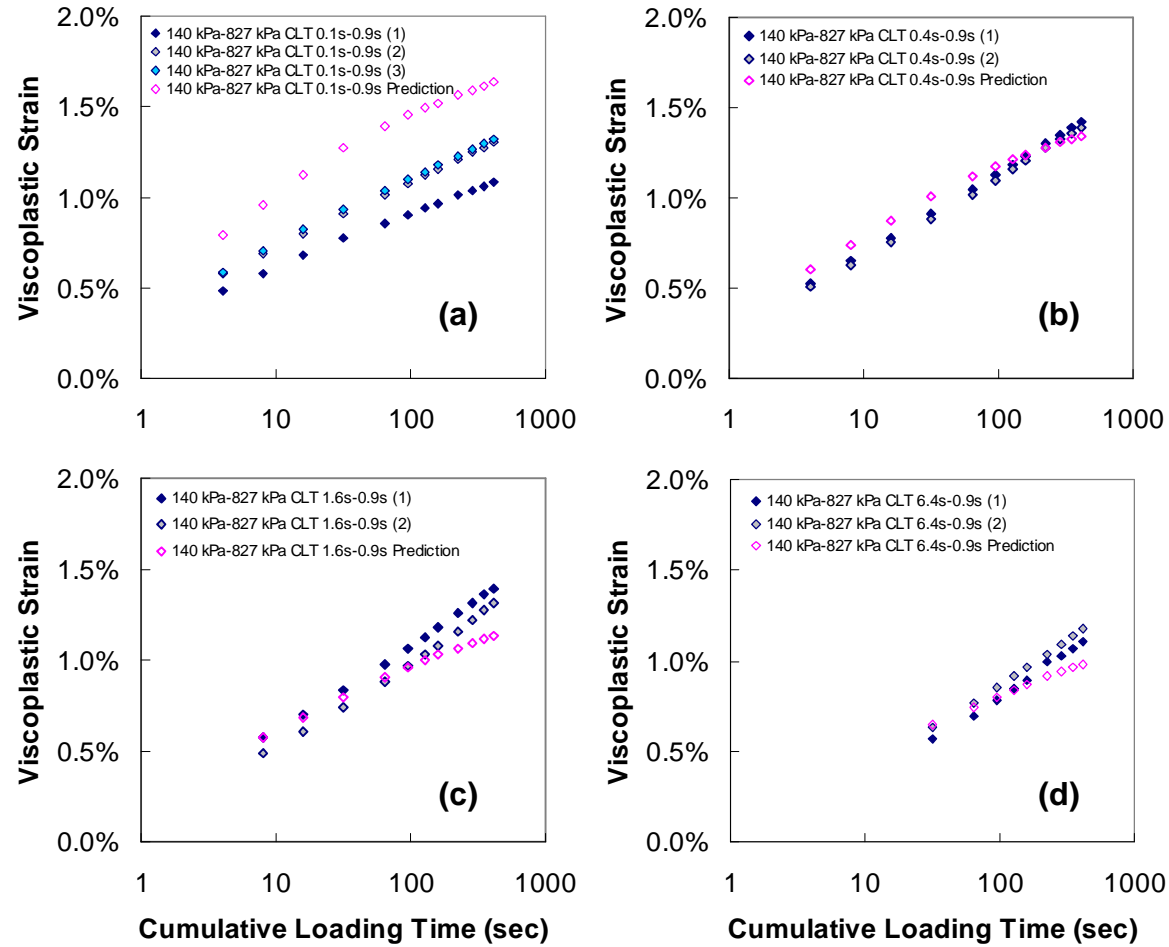 2.0%
1.5%
1.0%
0.5%
0.0%
Viscoplastic Strain
140 kPa-827 kPa CLT 0.1s-0.9s (1)
140 kPa-827 kPa CLT 0.1s-0.9s (2)
140 kPa-827 kPa CLT 0.1s-0.9s (3)
140 kPa-827 kPa CLT 0.1s-0.9s Prediction
(a)
1 10 100 1000
2.0%
1.5%
1.0%
0.5%
0.0%
Viscoplastic Strain
140 kPa-827 kPa CLT 0.4s-0.9s (1)
140 kPa-827 kPa CLT 0.4s-0.9s (2)
140 kPa-827 kPa CLT 0.4s-0.9s Prediction
(b)
1 10 100 1000
2.0%
1.5%
1.0%
0.5%
0.0%
Viscoplastic Strain
140 kPa-827 kPa CLT 1.6s-0.9s (1)
140 kPa-827 kPa CLT 1.6s-0.9s (2)
140 kPa-827 kPa CLT 1.6s-0.9s Prediction
(c)
1 10 100 1000
Cumulative Loading Time (sec)
2.0%
1.5%
1.0%
0.5%
0.0%
Viscoplastic Strain
140 kPa-827 kPa CLT 6.4s-0.9s (1)
140 kPa-827 kPa CLT 6.4s-0.9s (2)
140 kPa-827 kPa CLT 6.4s-0.9s Prediction
(d)
1 10 100 1000
Cumulative Loading Time (sec)